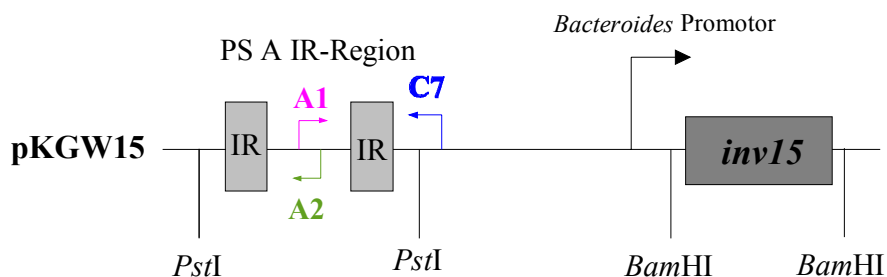 Bacteroides Promotor
PS A IR-Region
A1
C7
pKGW15
IR
IR
inv15
A2
PstI
PstI
BamHI
BamHI